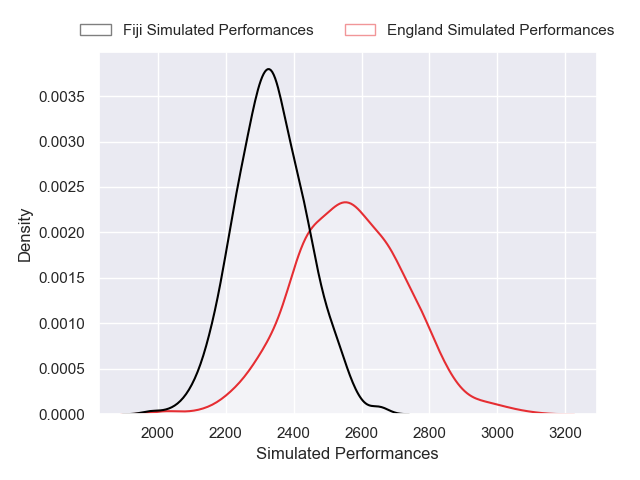 Fiji Simulated Performances England Simulated Performances
0.0035
0.0030
0.0025
0.0020
0.0015
0.0010
0.0005
0.0000
Density
2000 2200 2400 2600 2800 3000 3200
Simulated Performances